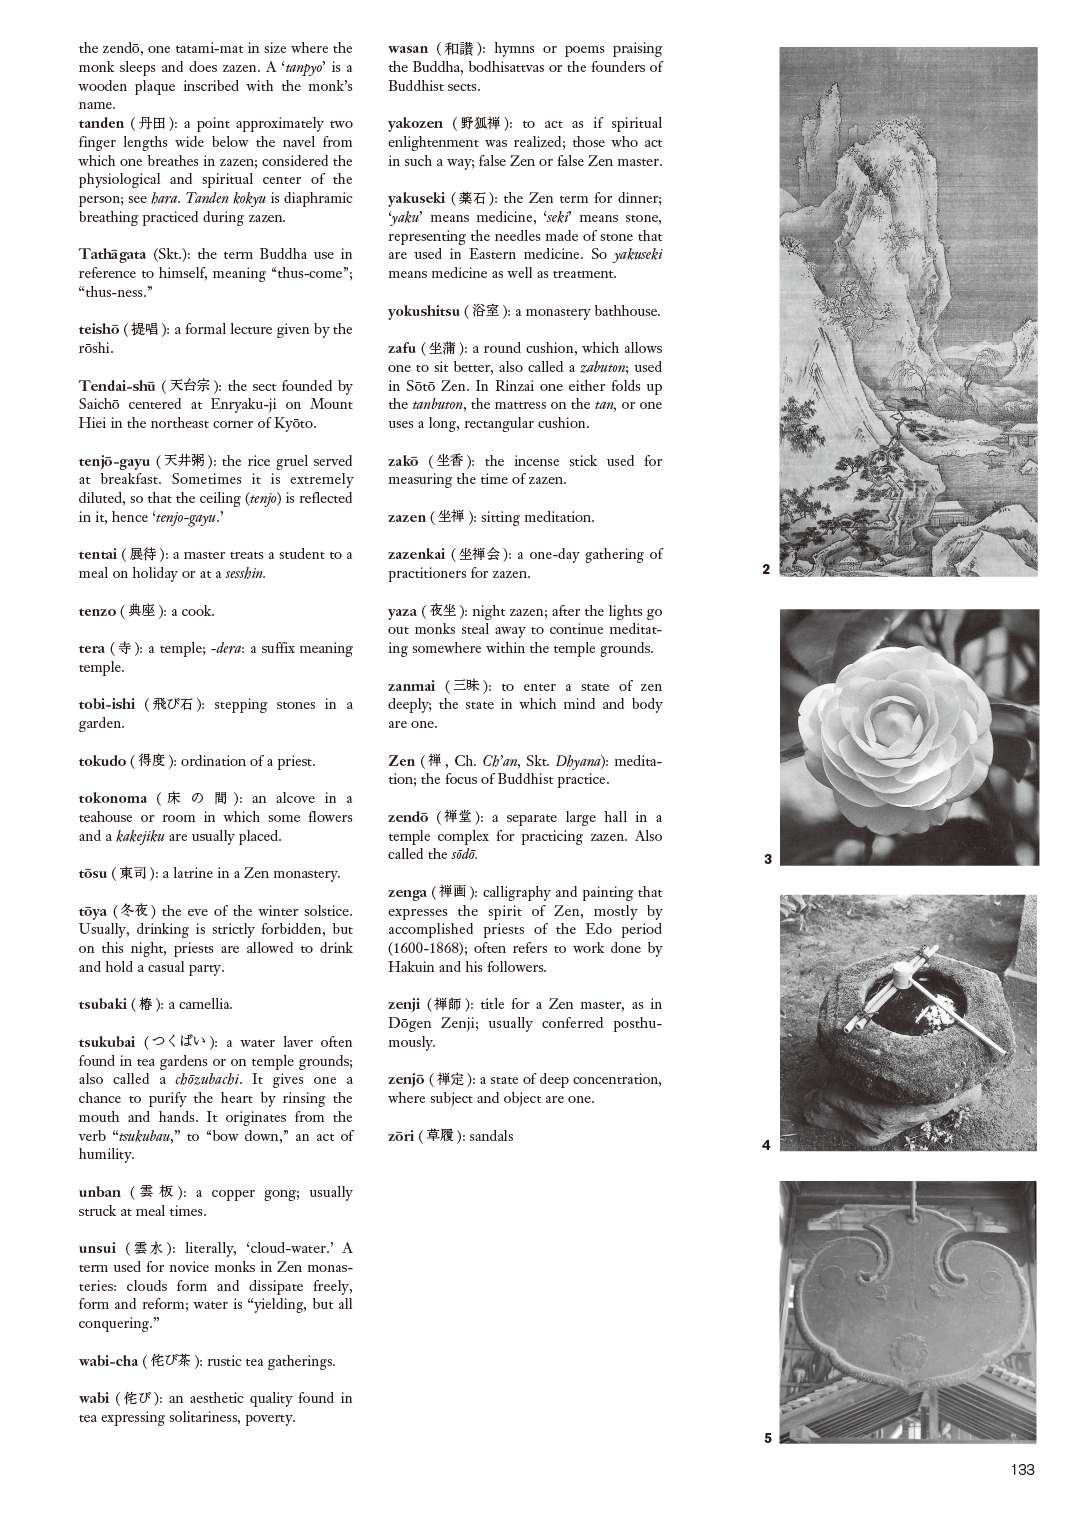 the zendō, one tatami-mat in size where the
monk sleeps and does zazen. A ‘tanpyo’ is a
wooden plaque inscribed with the monk’s
name.
tanden (丹田): a point approximately two
finger lengths wide below the navel from
which one breathes in zazen; considered the
physiological and spiritual center of the
person; see hara. Tanden kokyu is diaphramic
breathing practiced during zazen.
Tathāgata (Skt.): the term Buddha use in
reference to himself, meaning “thus-come”;
“thus-ness.”
teishō (提唱): a formal lecture given by the
rōshi.
Tendai-shū (天台宗): the sect founded by
Saichō centered at Enryaku-ji on Mount
Hiei in the northeast corner of Kyōto.
tenjō-gayu (天井粥): the rice gruel served
at breakfast. Sometimes it is extremely
diluted, so that the ceiling (tenjo) is reflected
in it, hence ‘tenjo-gayu.’
tentai (展待): a master treats a student to a
meal on holiday or at a sesshin.
tenzo (典座): a cook.
tera (寺): a temple; -dera: a suffix meaning
temple.
tobi-ishi (飛び石): stepping stones in a
garden.
tokudo (得度): ordination of a priest.
tokonoma (床の間): an alcove in a
teahouse or room in which some flowers
and a kakejiku are usually placed.
tōsu (東司): a latrine in a Zen monastery.
tōya (冬夜) the eve of the winter solstice.
Usually, drinking is strictly forbidden, but
on this night, priests are allowed to drink
and hold a casual party.
tsubaki (椿): a camellia.
tsukubai (つくばい): a water laver often
found in tea gardens or on temple grounds;
also called a chōzubachi. It gives one a
chance to purify the heart by rinsing the
mouth and hands. It originates from the
verb “tsukubau,” to “bow down,” an act of
humility.
unban (雲板): a copper gong; usually
struck at meal times.
unsui (雲水): literally, ‘cloud-water.’ A
term used for novice monks in Zen monas-
teries: clouds form and dissipate freely,
form and reform; water is “yielding, but all
conquering.”
wabi-cha (侘び茶): rustic tea gatherings.
wabi (侘び): an aesthetic quality found in
tea expressing solitariness, poverty.
wasan (和讃): hymns or poems praising
the Buddha, bodhisattvas or the founders of
Buddhist sects.
yakozen (野狐禅): to act as if spiritual
enlightenment was realized; those who act
in such a way; false Zen or false Zen master.
yakuseki (薬石): the Zen term for dinner;
‘yaku’ means medicine, ‘seki’ means stone,
representing the needles made of stone that
are used in Eastern medicine. So yakuseki
means medicine as well as treatment.
yokushitsu (浴室): a monastery bathhouse.
zafu (坐蒲): a round cushion, which allows
one to sit better, also called a zabuton; used
in Sōtō Zen. In Rinzai one either folds up
the tanbuton, the mattress on the tan, or one
uses a long, rectangular cushion.
zakō (坐香): the incense stick used for
measuring the time of zazen.
zazen (坐禅): sitting meditation.
zazenkai (坐禅会): a one-day gathering of
practitioners for zazen.
yaza (夜坐): night zazen; after the lights go
out monks steal away to continue meditat-
ing somewhere within the temple grounds.
zanmai (三昧): to enter a state of zen
deeply; the state in which mind and body
are one.
Zen (禅, Ch. Ch’an, Skt. Dhyana): medita-
tion; the focus of Buddhist practice.
zendō (禅堂): a separate large hall in a
temple complex for practicing zazen. Also
called the sōdō.
zenga (禅画): calligraphy and painting that
expresses the spirit of Zen, mostly by
accomplished priests of the Edo period
(1600-1868); often refers to work done by
Hakuin and his followers.
zenji (禅師): title for a Zen master, as in
Dōgen Zenji; usually conferred posthu-
mously.
zenjō (禅定): a state of deep concentration,
where subject and object are one.
zōri (草履): sandals
2
3
4
5
133